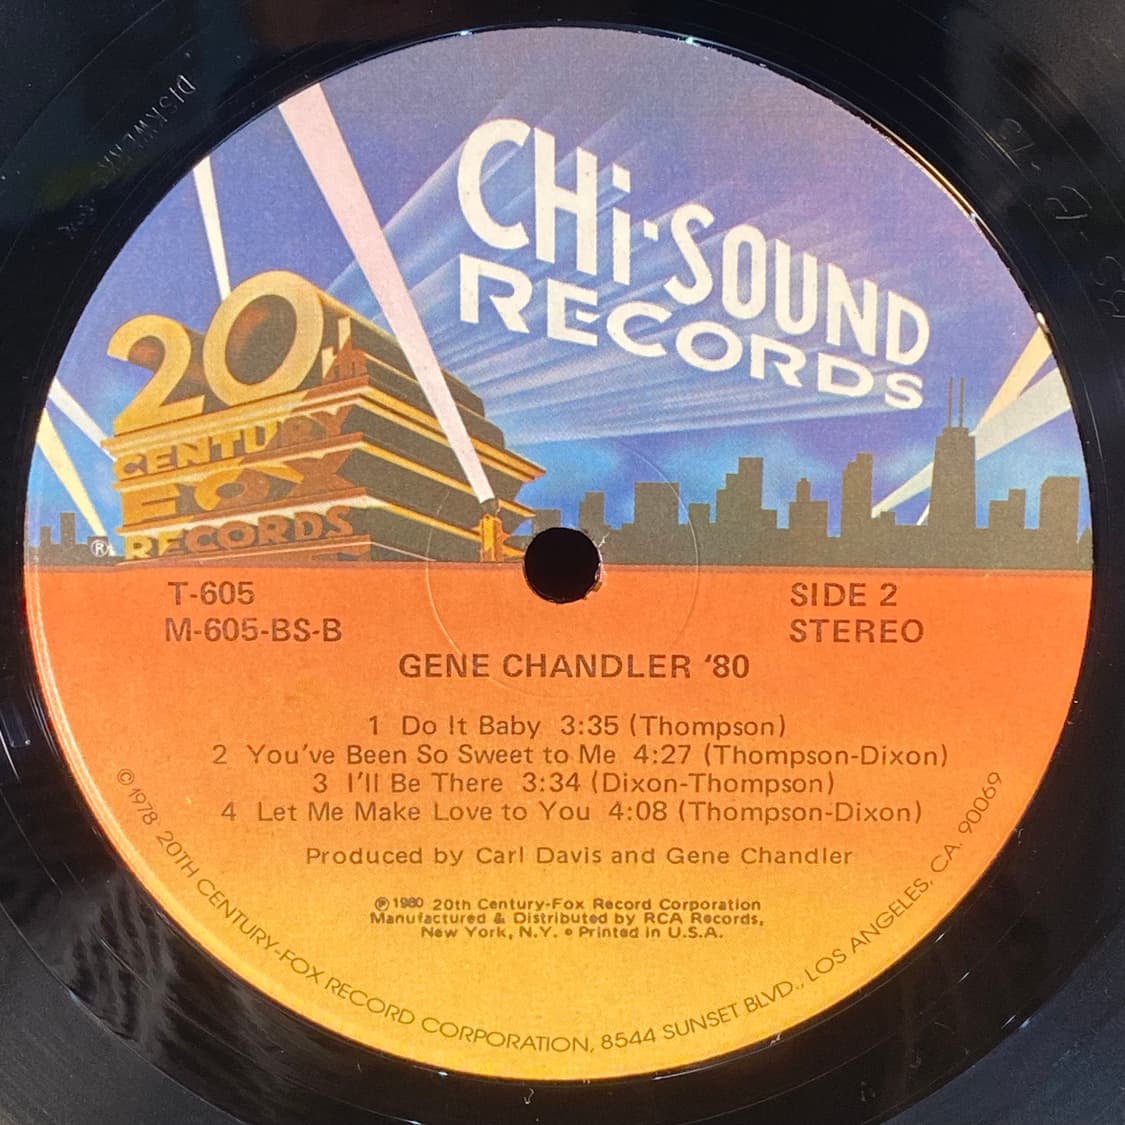 DISKWERK
CHi-SOUND
RECORDS
20th
CENTURY
FOX
RECORDS
®
T-605
M-605-BS-B
SIDE 2
STEREO
GENE CHANDLER ‘80
1 Do It Baby 3:35 (Thompson)
2 You've Been So Sweet to Me 4:27 (Thompson-Dixon)
3 I'll Be There 3:34 (Dixon-Thompson)
4 Let Me Make Love to You 4:08 (Thompson-Dixon)
Produced by Carl Davis and Gene Chandler
℗ 1980 20th Century-Fox Record Corporation
Manufactured & Distributed by RCA Records,
New York, N.Y. • Printed in U.S.A.
© 1978 20TH CENTURY-FOX RECORD CORPORATION, 8544 SUNSET BLVD., LOS ANGELES, CA. 90069